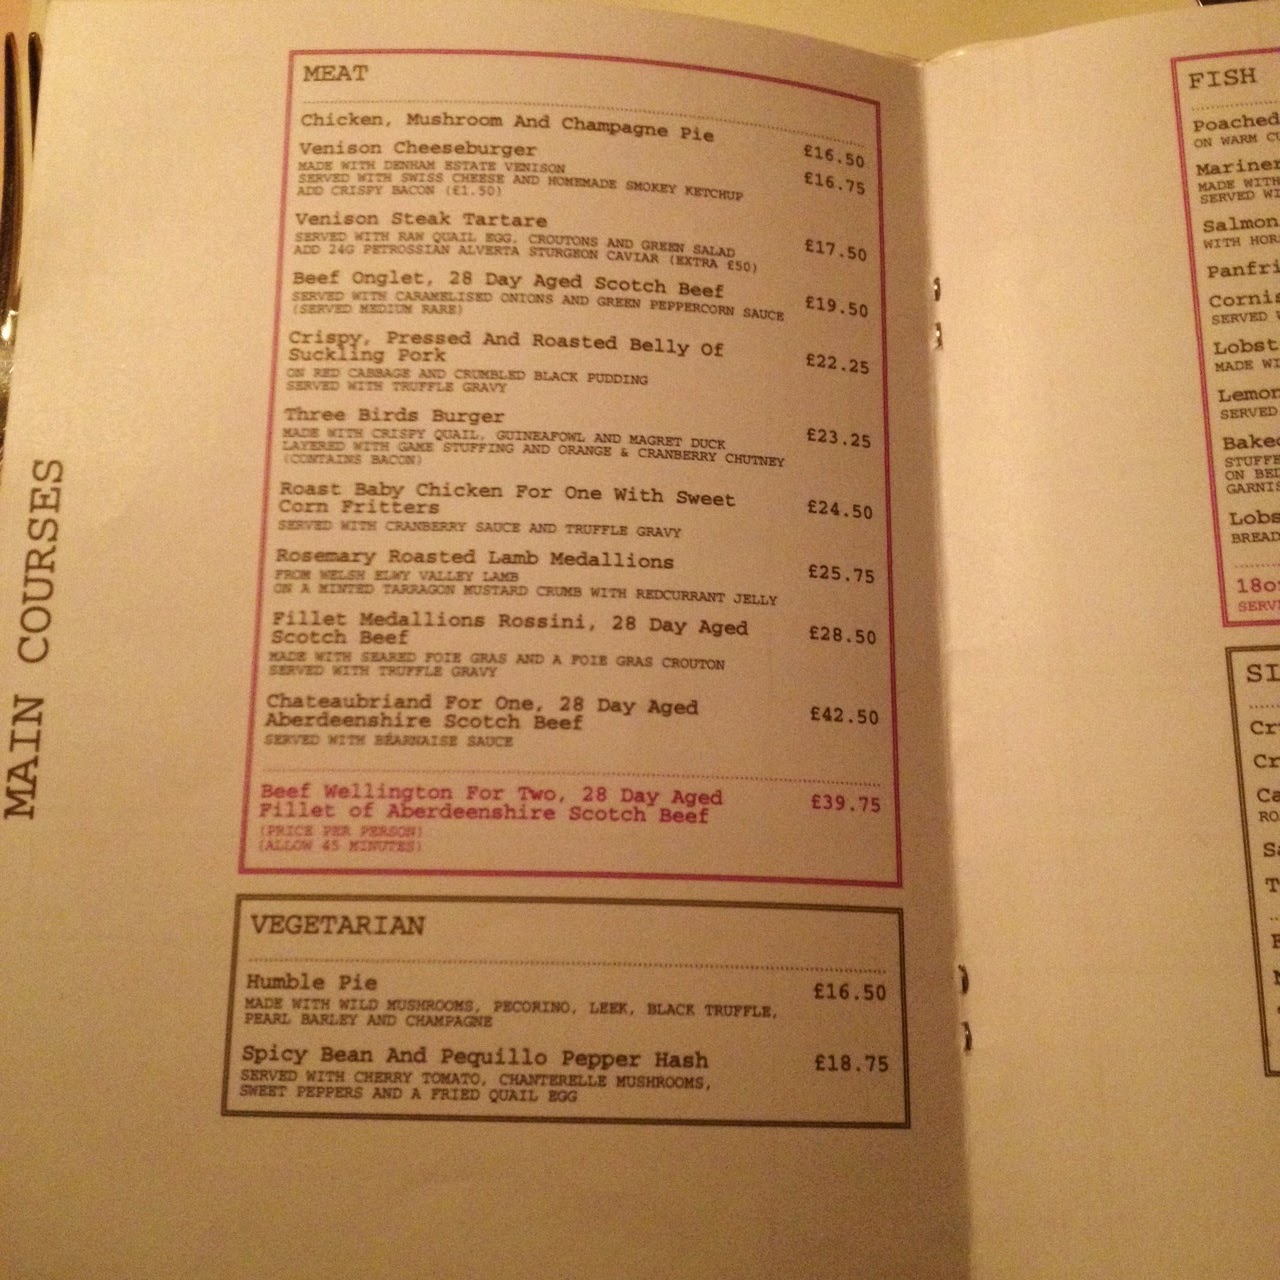 MAIN COURSES
MEAT
Chicken, Mushroom And Champagne Pie £16.50
Venison Cheeseburger £16.75
MADE WITH DENHAM ESTATE VENISON
SERVED WITH SWISS CHEESE AND HOMEMADE SMOKEY KETCHUP
ADD CRISPY BACON (£1.50)
Venison Steak Tartare £17.50
SERVED WITH RAW QUAIL EGG, CROUTONS AND GREEN SALAD
ADD 24G PETROSSIAN ALVERTA STURGEON CAVIAR (EXTRA £50)
Beef Onglet, 28 Day Aged Scotch Beef £19.50
SERVED WITH CARAMELISED ONIONS AND GREEN PEPPERCORN SAUCE
(SERVED MEDIUM RARE)
Crispy, Pressed And Roasted Belly Of
Suckling Pork £22.25
ON RED CABBAGE AND CRUMBLED BLACK PUDDING
SERVED WITH TRUFFLE GRAVY
Three Birds Burger £23.25
MADE WITH CRISPY QUAIL, GUINEAFOWL AND MAGRET DUCK
LAYERED WITH GAME STUFFING AND ORANGE & CRANBERRY CHUTNEY
(CONTAINS BACON)
Roast Baby Chicken For One With Sweet
Corn Fritters £24.50
SERVED WITH CRANBERRY SAUCE AND TRUFFLE GRAVY
Rosemary Roasted Lamb Medallions £25.75
FROM WELSH ELWY VALLEY LAMB
ON A MINTED TARRAGON MUSTARD CRUMB WITH REDCURRANT JELLY
Fillet Medallions Rossini, 28 Day Aged
Scotch Beef £28.50
MADE WITH SEARED FOIE GRAS AND A FOIE GRAS CROUTON
SERVED WITH TRUFFLE GRAVY
Chateaubriand For One, 28 Day Aged
Aberdeenshire Scotch Beef £42.50
SERVED WITH BÉARNAISE SAUCE
Beef Wellington For Two, 28 Day Aged £39.75
Fillet of Aberdeenshire Scotch Beef
(PRICE PER PERSON)
(ALLOW 45 MINUTES)
VEGETARIAN
Humble Pie £16.50
MADE WITH WILD MUSHROOMS, PECORINO, LEEK, BLACK TRUFFLE,
PEARL BARLEY AND CHAMPAGNE
Spicy Bean And Pequillo Pepper Hash £18.75
SERVED WITH CHERRY TOMATO, CHANTERELLE MUSHROOMS,
SWEET PEPPERS AND A FRIED QUAIL EGG
FISH
Poached
ON WARM
Mariner
MADE WITH
SERVED
Salmon
WITH
Panfri
Cornis
SERVED
Lobst
MADE
Lemon
SERVED
Baked
STUFFE
ON BED
GARNIS
Lobs
BREAD